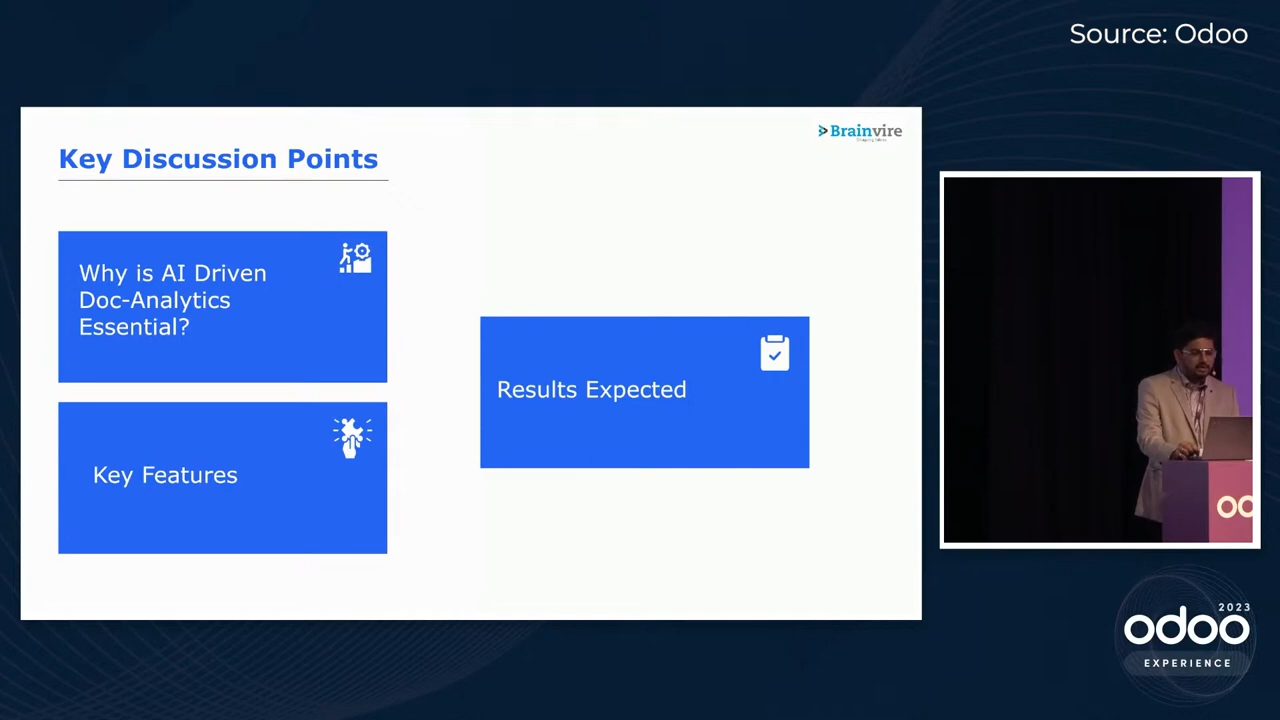 Source: Odoo
Brainvire
Key Discussion Points
Why is AI Driven
Doc-Analytics
Essential?
Key Features
Results Expected
oo
2023
odoo
EXPERIENCE